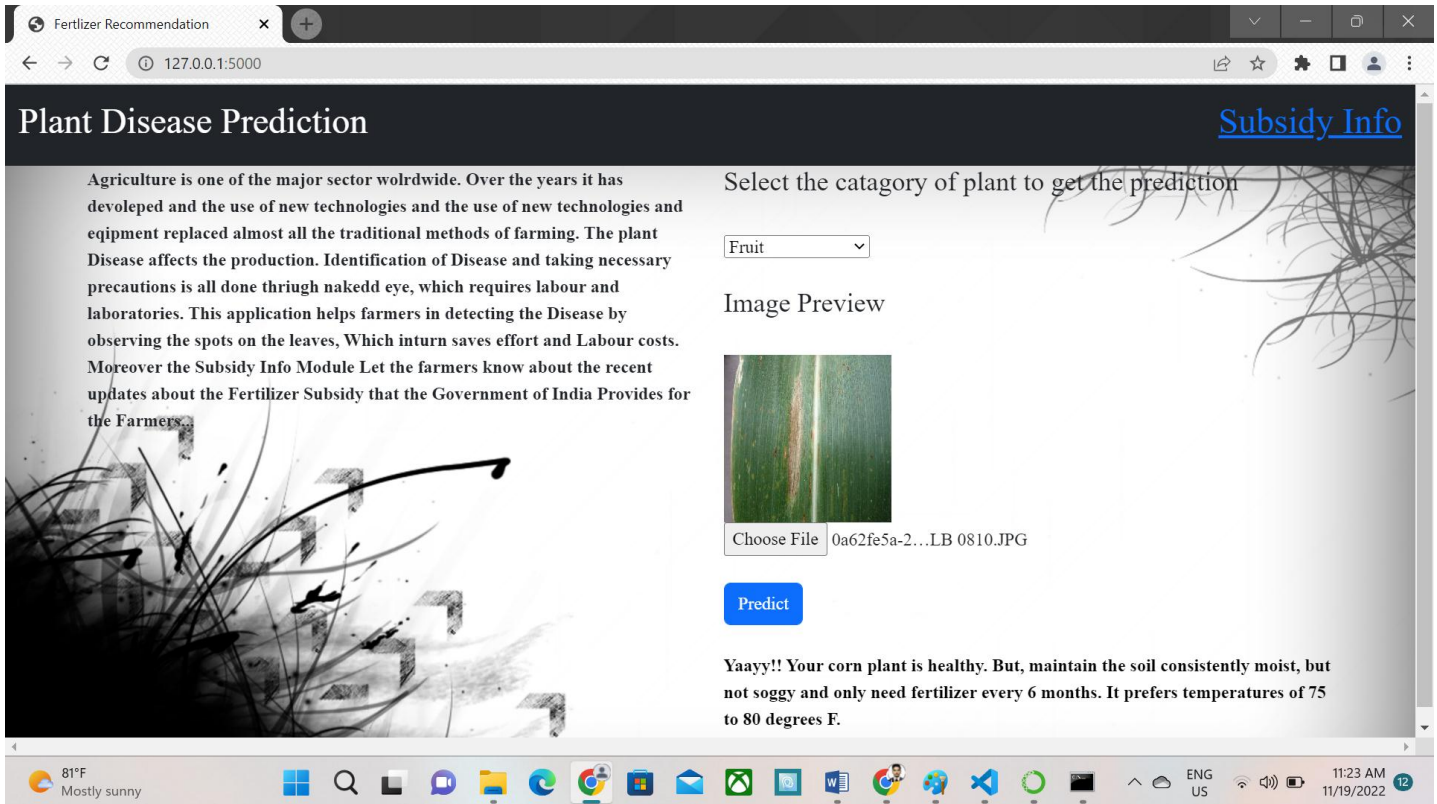 Fertlizer Recommendation
127.0.0.1:5000
Plant Disease Prediction
Subsidy Info
Agriculture is one of the major sector wolrdwide. Over the years it has
devoleped and the use of new technologies and the use of new technologies and
eqipment replaced almost all the traditional methods of farming. The plant
Disease affects the production. Identification of Disease and taking necessary
precautions is all done thriugh nakedd eye, which requires labour and
laboratories. This application helps farmers in detecting the Disease by
observing the spots on the leaves, Which inturn saves effort and Labour costs.
Moreover the Subsidy Info Module Let the farmers know about the recent
updates about the Fertilizer Subsidy that the Government of India Provides for
the Farmers...
Select the catagory of plant to get the prediction
Fruit
Image Preview
Choose File 0a62fe5a-2…LB 0810.JPG
Predict
Yaayy!! Your corn plant is healthy. But, maintain the soil consistently moist, but
not soggy and only need fertilizer every 6 months. It prefers temperatures of 75
to 80 degrees F.
81°F
Mostly sunny
ENG
US
11:23 AM
11/19/2022
12